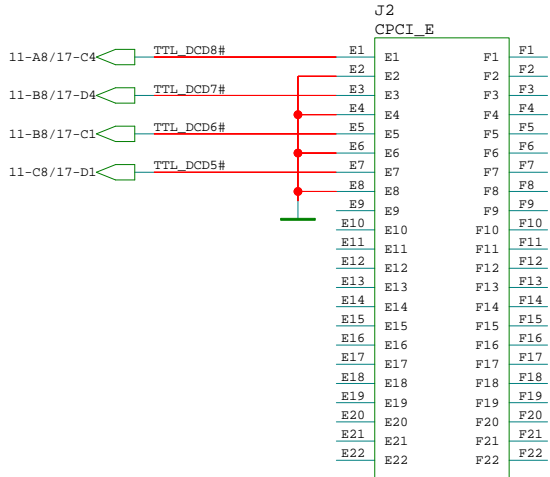 J2
CPCI_E
11-A8/17-C4 TTL_DCD8# E1 E1 F1 F1
E2 E2 F2 F2
11-B8/17-D4 TTL_DCD7# E3 E3 F3 F3
E4 E4 F4 F4
11-B8/17-C1 TTL_DCD6# E5 E5 F5 F5
E6 E6 F6 F6
11-C8/17-D1 TTL_DCD5# E7 E7 F7 F7
E8 E8 F8 F8
E9 E9 F9 F9
E10 E10 F10 F10
E11 E11 F11 F11
E12 E12 F12 F12
E13 E13 F13 F13
E14 E14 F14 F14
E15 E15 F15 F15
E16 E16 F16 F16
E17 E17 F17 F17
E18 E18 F18 F18
E19 E19 F19 F19
E20 E20 F20 F20
E21 E21 F21 F21
E22 E22 F22 F22